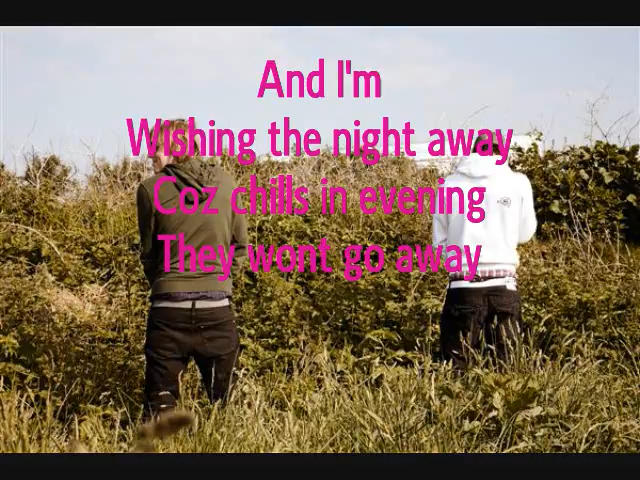 And I'm
Wishing the night away
Coz chills in evening
They wont go away